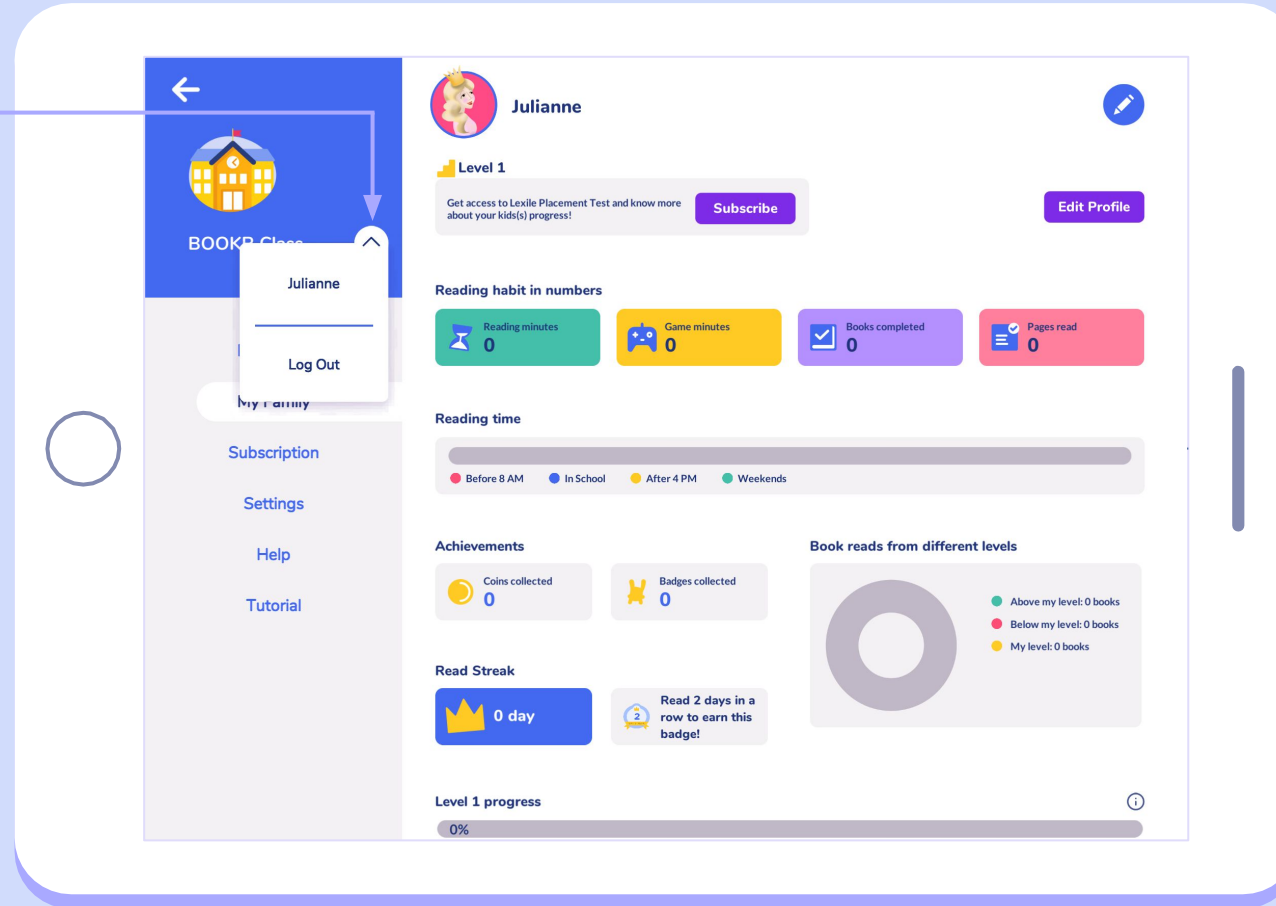 Julianne
Level 1
Get access to Lexile Placement Test and know more
about your kids(s) progress!
Subscribe
Edit Profile
BOOKR Class
Julianne
Log Out
My Family
Subscription
Settings
Help
Tutorial
Reading habit in numbers
Reading minutes
0
Game minutes
0
Books completed
0
Pages read
0
Reading time
Before 8 AM
In School
After 4 PM
Weekends
Achievements
Coins collected
0
Badges collected
0
Book reads from different levels
Above my level: 0 books
Below my level: 0 books
My level: 0 books
Read Streak
0 day
2
Read 2 days in a
row to earn this
badge!
Level 1 progress
0%